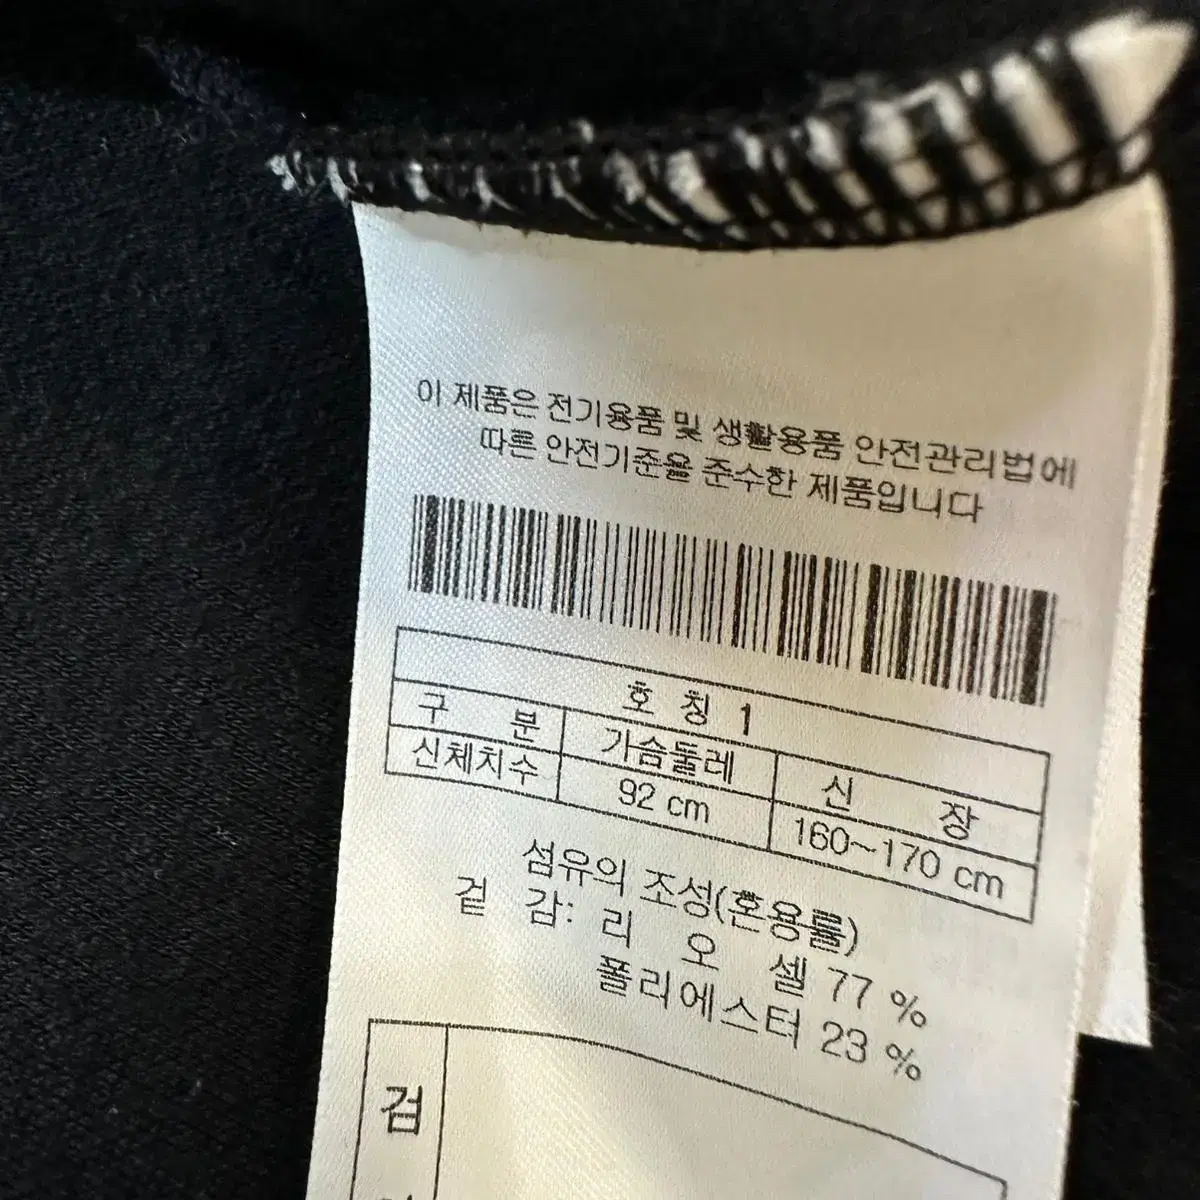 이 제품은 전기용품 및 생활용품 안전관리법에
따른 안전기준을 준수한 제품입니다
호 칭 1
구 분 가슴둘레 신 장
신체치수 92 cm 160~170 cm
섬유의 조성(혼용률)
겉 감: 리 오 셀 77 %
폴리에스터 23 %
검